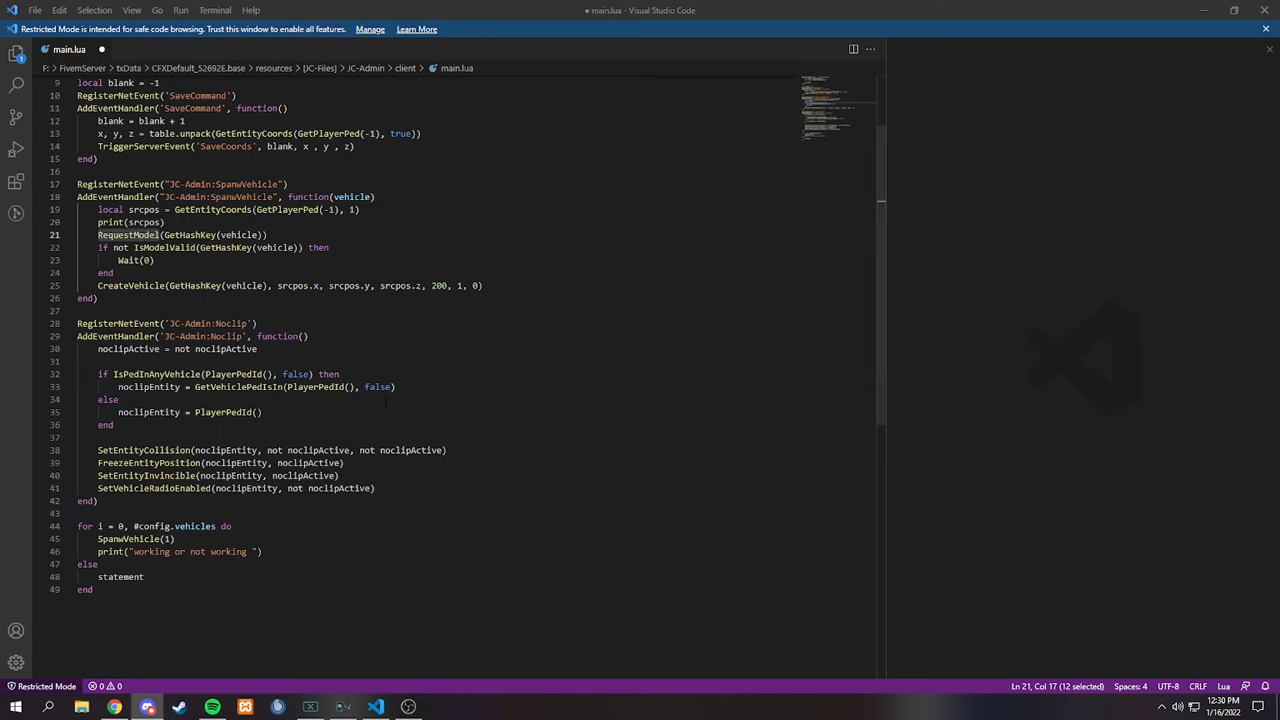 File Edit Selection View Go Run Terminal Help
● main.lua - Visual Studio Code
Restricted Mode is intended for safe code browsing. Trust this window to enable all features. Manage Learn More
main.lua ●
F: > FivemServer > txData > CFXDefault_52692E.base > resources > [JC-Files] > JC-Admin > client > main.lua
9 local blank = -1
10 RegisterNetEvent('SaveCommand')
11 AddEventHandler('SaveCommand', function()
12 blank = blank + 1
13 x, y, z = table.unpack(GetEntityCoords(GetPlayerPed(-1), true))
14 TriggerServerEvent('SaveCoords', blank, x , y , z)
15 end)
16
17 RegisterNetEvent("JC-Admin:SpanwVehicle")
18 AddEventHandler("JC-Admin:SpanwVehicle", function(vehicle)
19 local srcpos = GetEntityCoords(GetPlayerPed(-1), 1)
20 print(srcpos)
21 RequestModel(GetHashKey(vehicle))
22 if not IsModelValid(GetHashKey(vehicle)) then
23 Wait(0)
24 end
25 CreateVehicle(GetHashKey(vehicle), srcpos.x, srcpos.y, srcpos.z, 200, 1, 0)
26 end)
27
28 RegisterNetEvent('JC-Admin:Noclip')
29 AddEventHandler('JC-Admin:Noclip', function()
30 noclipActive = not noclipActive
31
32 if IsPedInAnyVehicle(PlayerPedId(), false) then
33 noclipEntity = GetVehiclePedIsIn(PlayerPedId(), false)
34 else
35 noclipEntity = PlayerPedId()
36 end
37
38 SetEntityCollision(noclipEntity, not noclipActive, not noclipActive)
39 FreezeEntityPosition(noclipEntity, noclipActive)
40 SetEntityInvincible(noclipEntity, noclipActive)
41 SetVehicleRadioEnabled(noclipEntity, not noclipActive)
42 end)
43
44 for i = 0, #config.vehicles do
45 SpanwVehicle(1)
46 print("working or not working ")
47 else
48 statement
49 end
Restricted Mode 0 0 Ln 21, Col 17 (12 selected) Spaces: 4 UTF-8 CRLF Lua
12:30 PM
1/16/2022